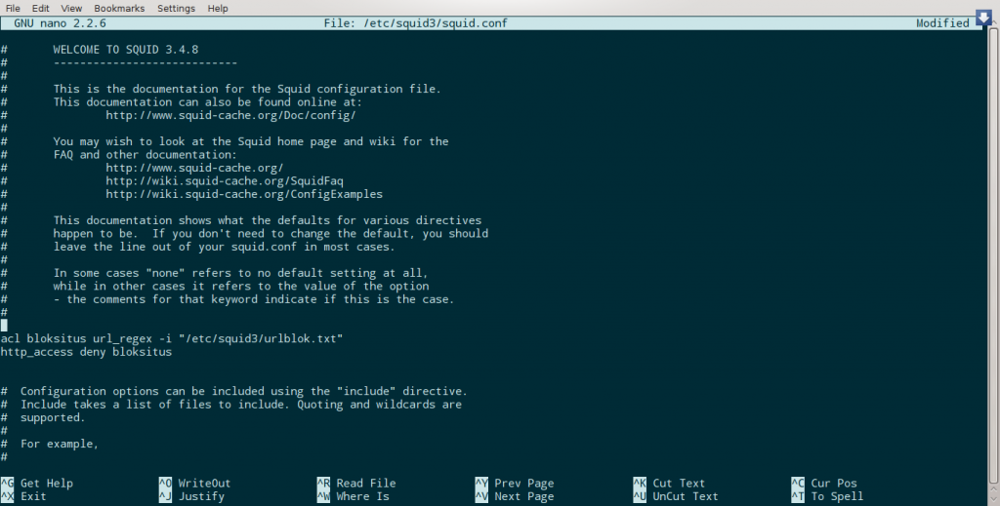 File Edit View Bookmarks Settings Help
GNU nano 2.2.6 File: /etc/squid3/squid.conf Modified
# WELCOME TO SQUID 3.4.8
# ----------------------------
#
# This is the documentation for the Squid configuration file.
# This documentation can also be found online at:
# http://www.squid-cache.org/Doc/config/
#
# You may wish to look at the Squid home page and wiki for the
# FAQ and other documentation:
# http://www.squid-cache.org/
# http://wiki.squid-cache.org/SquidFaq
# http://wiki.squid-cache.org/ConfigExamples
#
# This documentation shows what the defaults for various directives
# happen to be.  If you don't need to change the default, you should
# leave the line out of your squid.conf in most cases.
#
# In some cases "none" refers to no default setting at all,
# while in other cases it refers to the value of the option
# - the comments for that keyword indicate if this is the case.
#
acl bloksitus url_regex -i "/etc/squid3/urlblok.txt"
http_access deny bloksitus
#  Configuration options can be included using the "include" directive.
#  Include takes a list of files to include. Quoting and wildcards are
#  supported.
#
#  For example,
#
^G Get Help ^O WriteOut ^R Read File ^Y Prev Page ^K Cut Text ^C Cur Pos
^X Exit ^J Justify ^W Where Is ^V Next Page ^U UnCut Text ^T To Spell